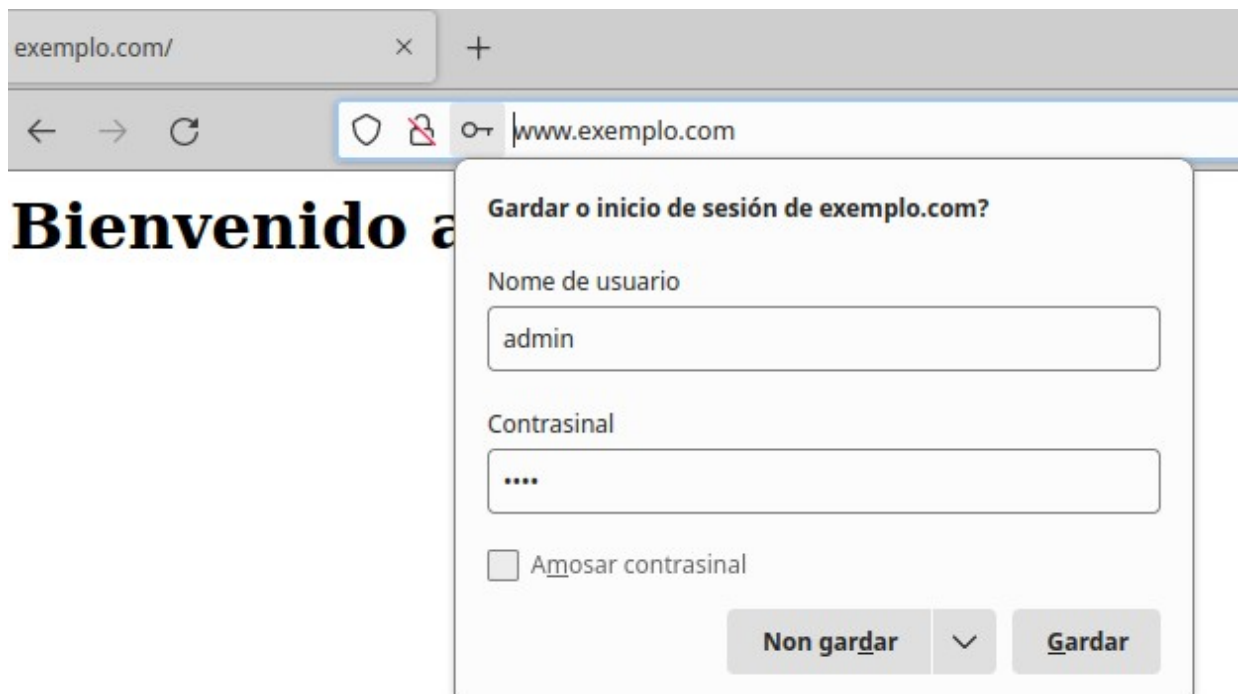 exemplo.com/
www.exemplo.com
Bienvenido a
Gardar o inicio de sesión de exemplo.com?
Nome de usuario
admin
Contrasinal
••••
Amosar contrasinal
Non gardar
Gardar